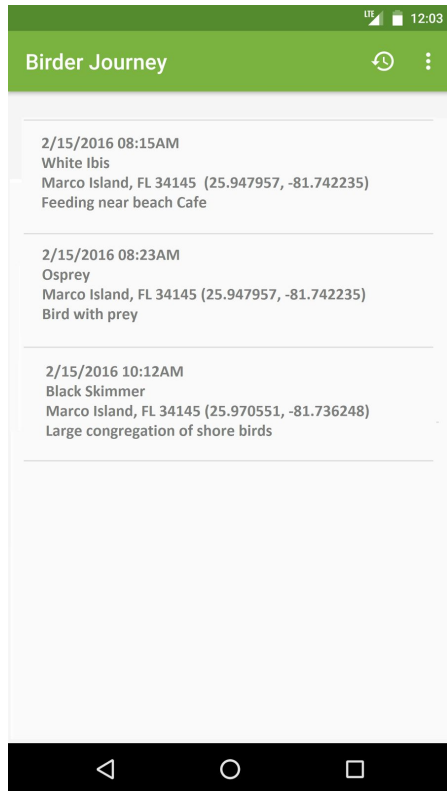 LTE 12:03
Birder Journey
2/15/2016 08:15AM
White Ibis
Marco Island, FL 34145  (25.947957, -81.742235)
Feeding near beach Cafe
2/15/2016 08:23AM
Osprey
Marco Island, FL 34145 (25.947957, -81.742235)
Bird with prey
2/15/2016 10:12AM
Black Skimmer
Marco Island, FL 34145 (25.970551, -81.736248)
Large congregation of shore birds